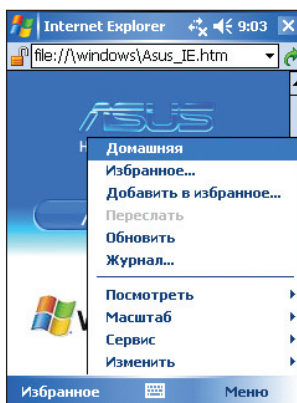 Internet Explorer 9:03
file://\windows\Asus_IE.htm
ASUS
Домашняя
Избранное...
Добавить в избранное...
Переслать
Обновить
Журнал...
Посмотреть
Масштаб
Сервис
Изменить
Избранное Меню